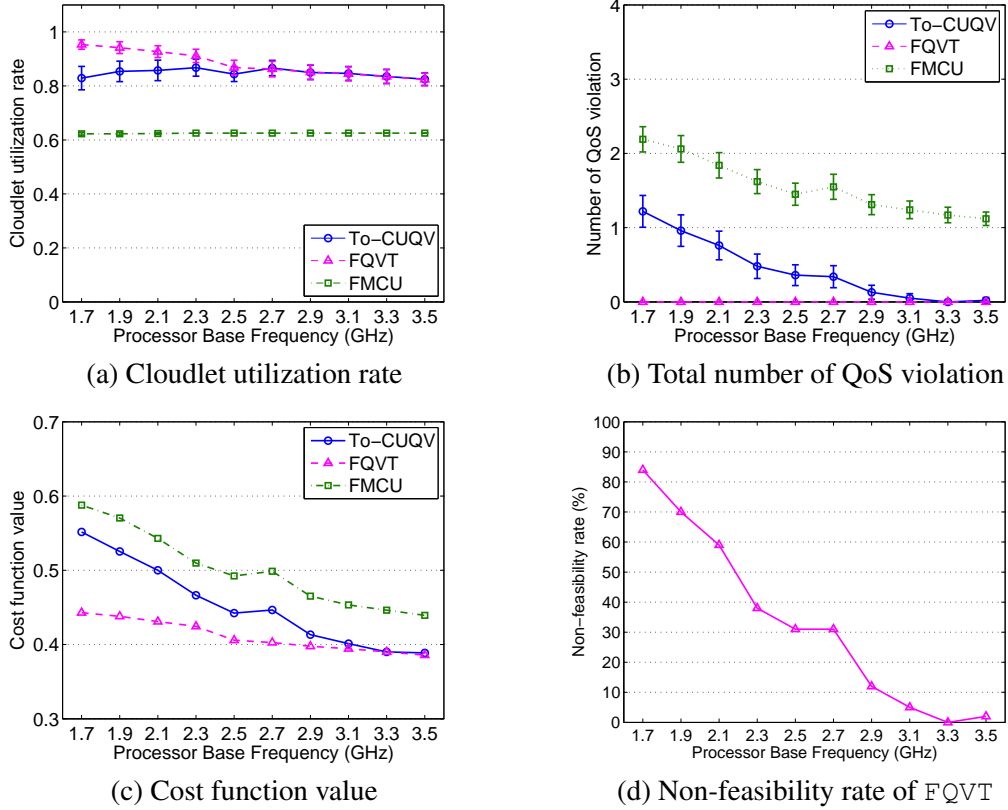 1
0.8
0.6
0.4
0.2
0
Cloudlet utilization rate
To−CUQV
FQVT
FMCU
1.7 1.9 2.1 2.3 2.5 2.7 2.9 3.1 3.3 3.5
Processor Base Frequency (GHz)
(a) Cloudlet utilization rate
4
3
2
1
0
Number of QoS violation
To−CUQV
FQVT
FMCU
1.7 1.9 2.1 2.3 2.5 2.7 2.9 3.1 3.3 3.5
Processor Base Frequency (GHz)
(b) Total number of QoS violation
0.7
0.6
0.5
0.4
0.3
Cost function value
To−CUQV
FQVT
FMCU
1.7 1.9 2.1 2.3 2.5 2.7 2.9 3.1 3.3 3.5
Processor Base Frequency (GHz)
(c) Cost function value
100
90
80
70
60
50
40
30
20
10
0
Non−feasibility rate (%)
1.7 1.9 2.1 2.3 2.5 2.7 2.9 3.1 3.3 3.5
Processor Base Frequency (GHz)
(d) Non-feasibility rate of FQVT